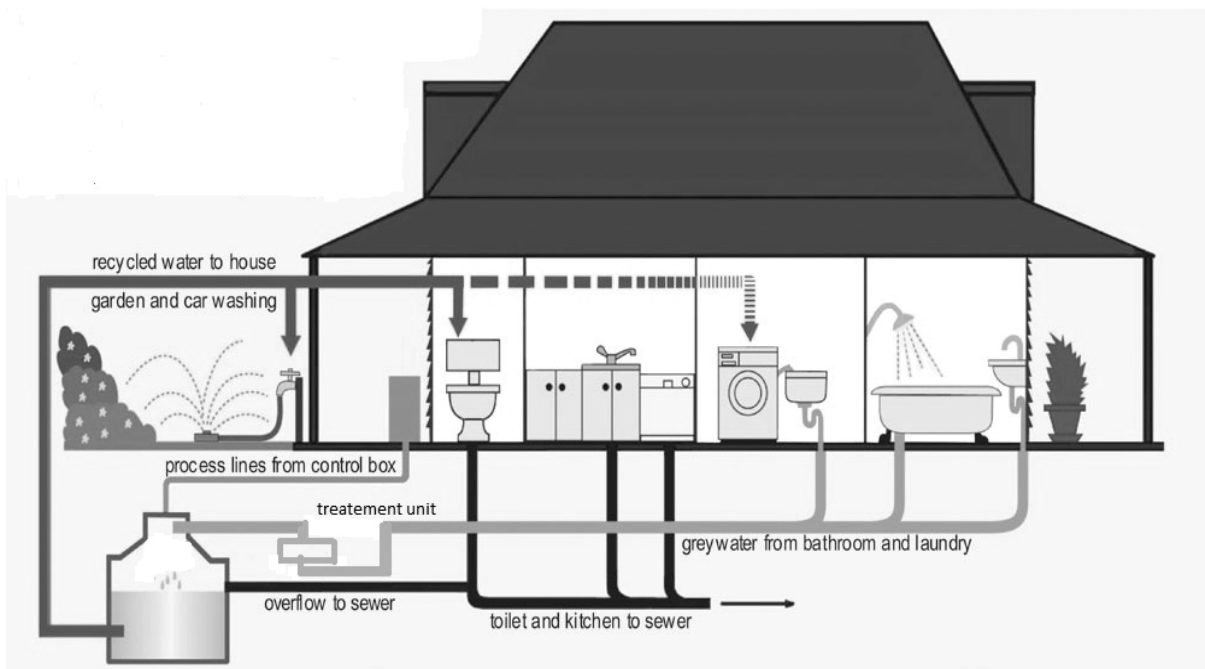 recycled water to house
garden and car washing
process lines from control box
treatement unit
greywater from bathroom and laundry
overflow to sewer
toilet and kitchen to sewer